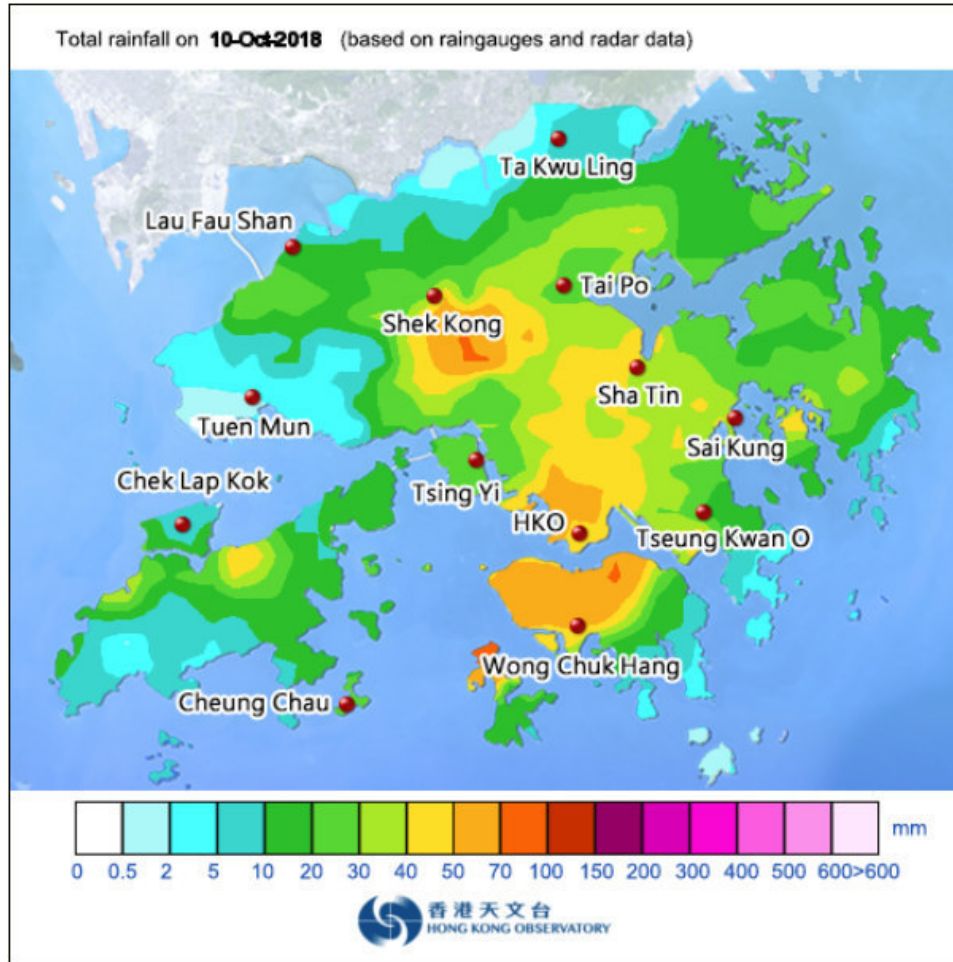 Total rainfall on 10-Oct-2018 (based on raingauges and radar data)
Ta Kwu Ling
Lau Fau Shan
Tai Po
Shek Kong
Sha Tin
Tuen Mun
Sai Kung
Chek Lap Kok
Tsing Yi
HKO
Tseung Kwan O
Wong Chuk Hang
Cheung Chau
mm
0 0.5 2 5 10 20 30 40 50 70 100 150 200 300 400 500 600>600
香港天文台
HONG KONG OBSERVATORY